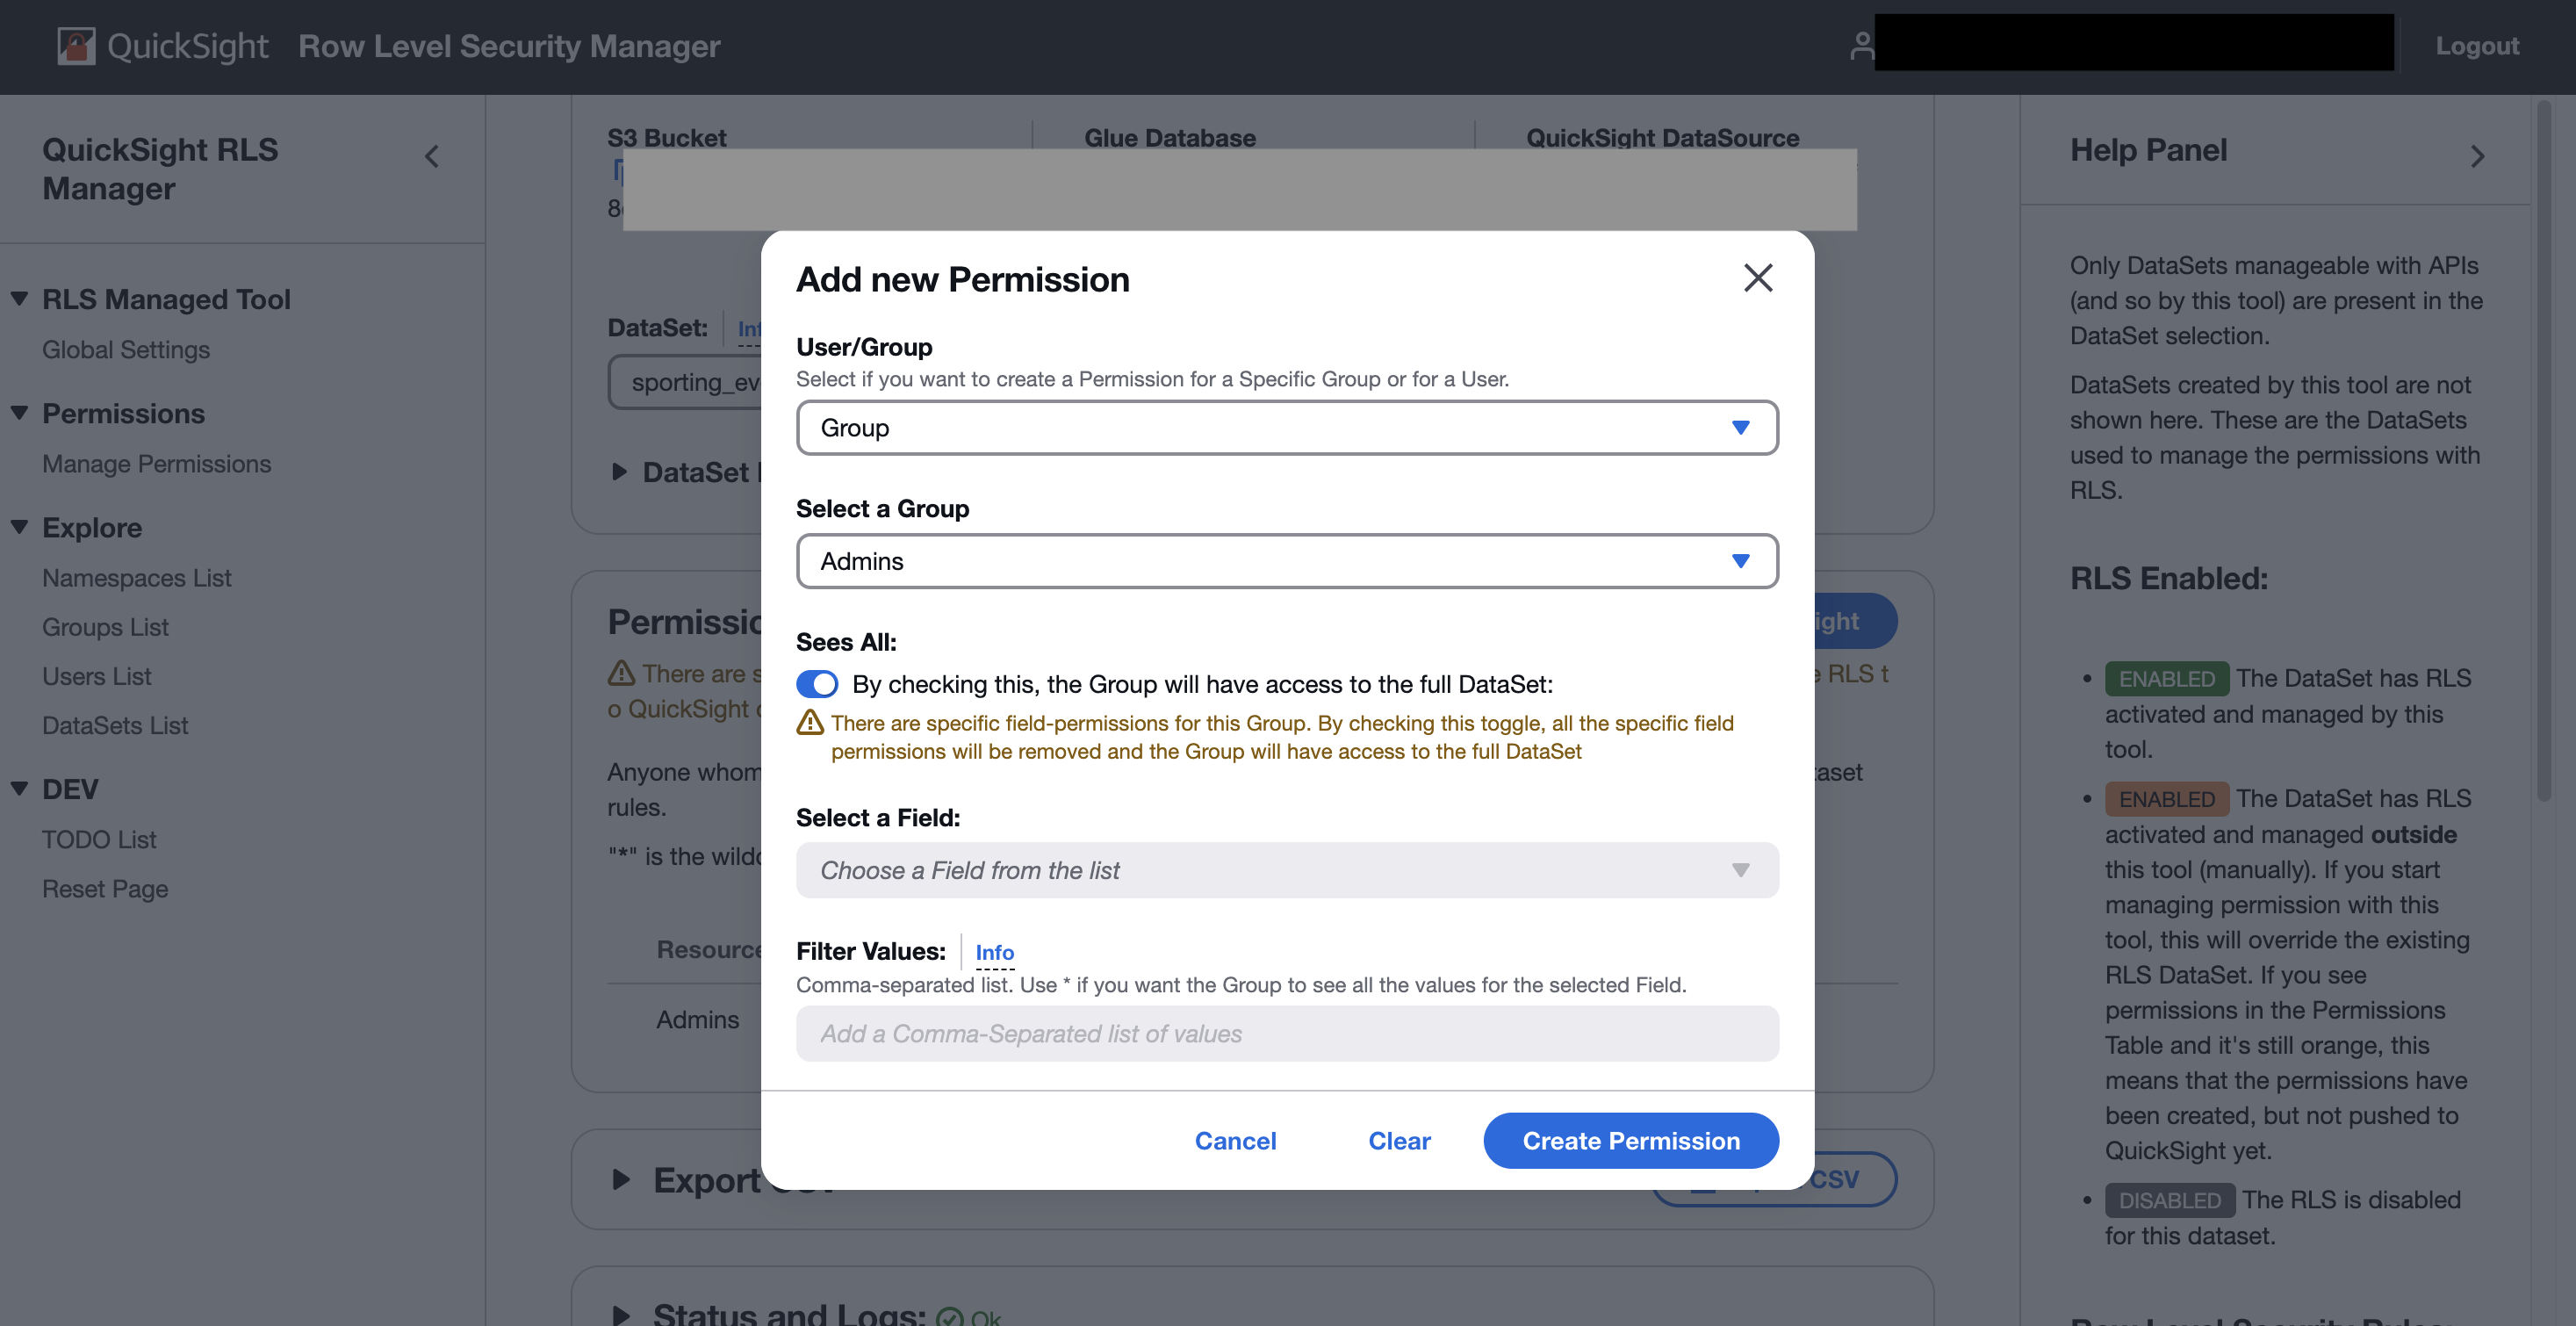 QuickSight Row Level Security Manager
Logout
QuickSight RLS
Manager
RLS Managed Tool
Global Settings
Permissions
Manage Permissions
Explore
Namespaces List
Groups List
Users List
DataSets List
DEV
TODO List
Reset Page
S3 Bucket
Glue Database
QuickSight DataSource
DataSet:
sporting_ev
DataSet
There are s
o QuickSight
ight
e RLS t
Anyone whom
taset
rules.
"*" is the wild
Resource
Admins
Export
CSV
Status and Logs: Ok
Add new Permission
User/Group
Select if you want to create a Permission for a Specific Group or for a User.
Group
Select a Group
Admins
Sees All:
By checking this, the Group will have access to the full DataSet:
There are specific field-permissions for this Group. By checking this toggle, all the specific field
permissions will be removed and the Group will have access to the full DataSet
Select a Field:
Choose a Field from the list
Filter Values: Info
Comma-separated list. Use * if you want the Group to see all the values for the selected Field.
Add a Comma-Separated list of values
Cancel
Clear
Create Permission
Help Panel
Only DataSets manageable with APIs
(and so by this tool) are present in the
DataSet selection.
DataSets created by this tool are not
shown here. These are the DataSets
used to manage the permissions with
RLS.
RLS Enabled:
• ENABLED The DataSet has RLS
activated and managed by this
tool.
• ENABLED The DataSet has RLS
activated and managed outside
this tool (manually). If you start
managing permission with this
tool, this will override the existing
RLS DataSet. If you see
permissions in the Permissions
Table and it's still orange, this
means that the permissions have
been created, but not pushed to
QuickSight yet.
• DISABLED The RLS is disabled
for this dataset.